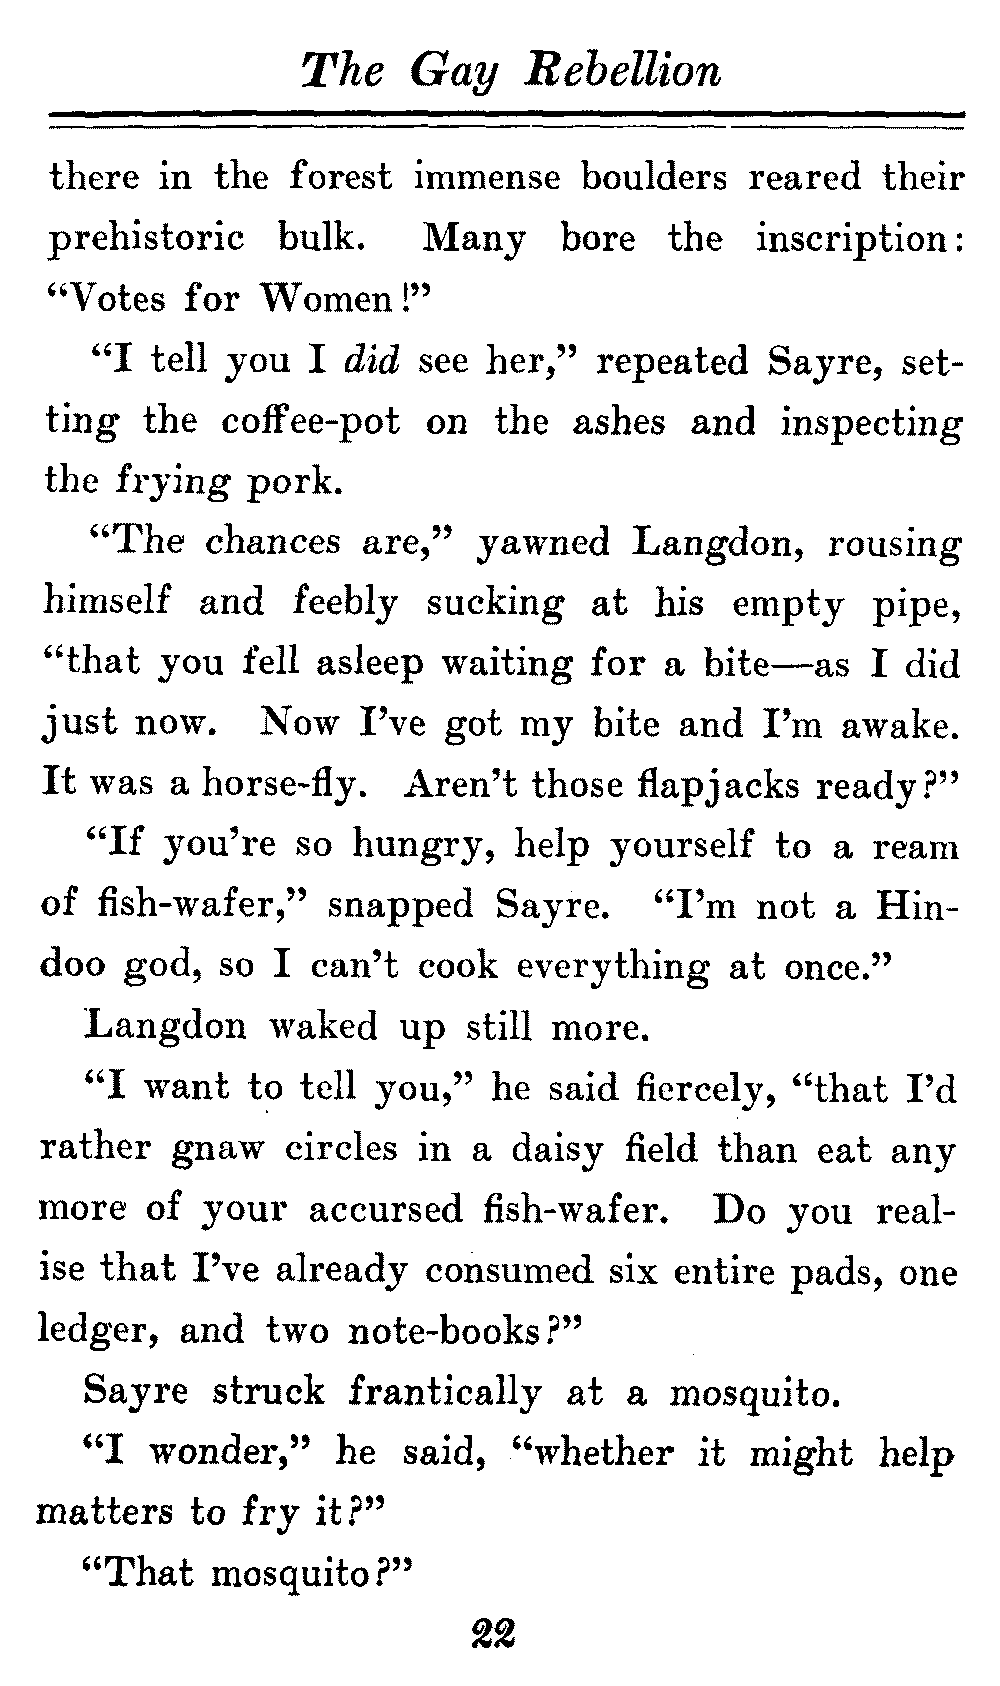 The Gay Rebellion
there in the forest immense boulders reared their
prehistoric bulk. Many bore the inscription:
“Votes for Women!”
“I tell you I did see her,” repeated Sayre, set-
ting the coffee-pot on the ashes and inspecting
the frying pork.
“The chances are,” yawned Langdon, rousing
himself and feebly sucking at his empty pipe,
“that you fell asleep waiting for a bite—as I did
just now. Now I’ve got my bite and I’m awake.
It was a horse-fly. Aren’t those flapjacks ready?”
“If you’re so hungry, help yourself to a ream
of fish-wafer,” snapped Sayre. “I’m not a Hin-
doo god, so I can’t cook everything at once.”
Langdon waked up still more.
“I want to tell you,” he said fiercely, “that I’d
rather gnaw circles in a daisy field than eat any
more of your accursed fish-wafer. Do you real-
ise that I’ve already consumed six entire pads, one
ledger, and two note-books?”
Sayre struck frantically at a mosquito.
“I wonder,” he said, “whether it might help
matters to fry it?”
“That mosquito?”
22